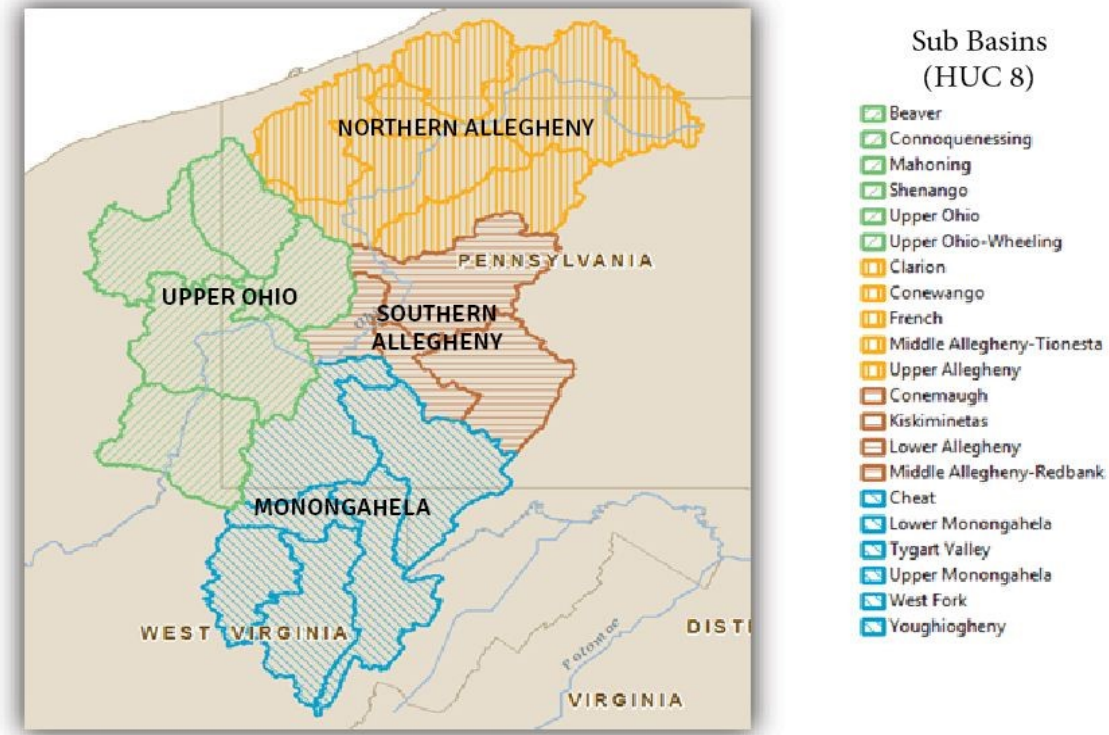 NORTHERN ALLEGHENY
PENNSYLVANIA
UPPER OHIO
Ohio
SOUTHERN
ALLEGHENY
MONONGAHELA
WEST VIRGINIA
DISTI
Potomac
VIRGINIA
Sub Basins
(HUC 8)
Beaver
Connoquenessing
Mahoning
Shenango
Upper Ohio
Upper Ohio-Wheeling
Clarion
Conewango
French
Middle Allegheny-Tionesta
Upper Allegheny
Conemaugh
Kiskiminetas
Lower Allegheny
Middle Allegheny-Redbank
Cheat
Lower Monongahela
Tygart Valley
Upper Monongahela
West Fork
Youghiogheny